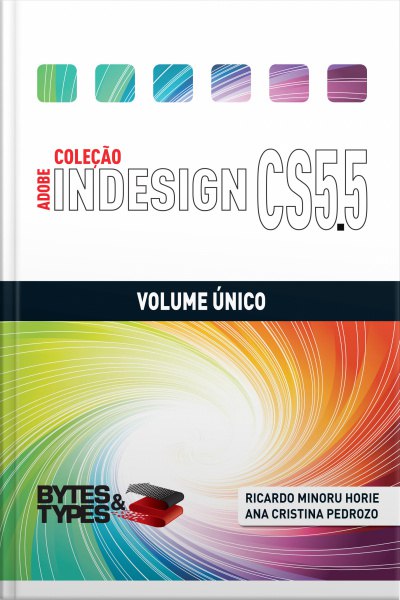 COLEÇÃO
ADOBE
INDESIGN CS5.5
VOLUME ÚNICO
BYTES&
TYPES
RICARDO MINORU HORIE
ANA CRISTINA PEDROZO